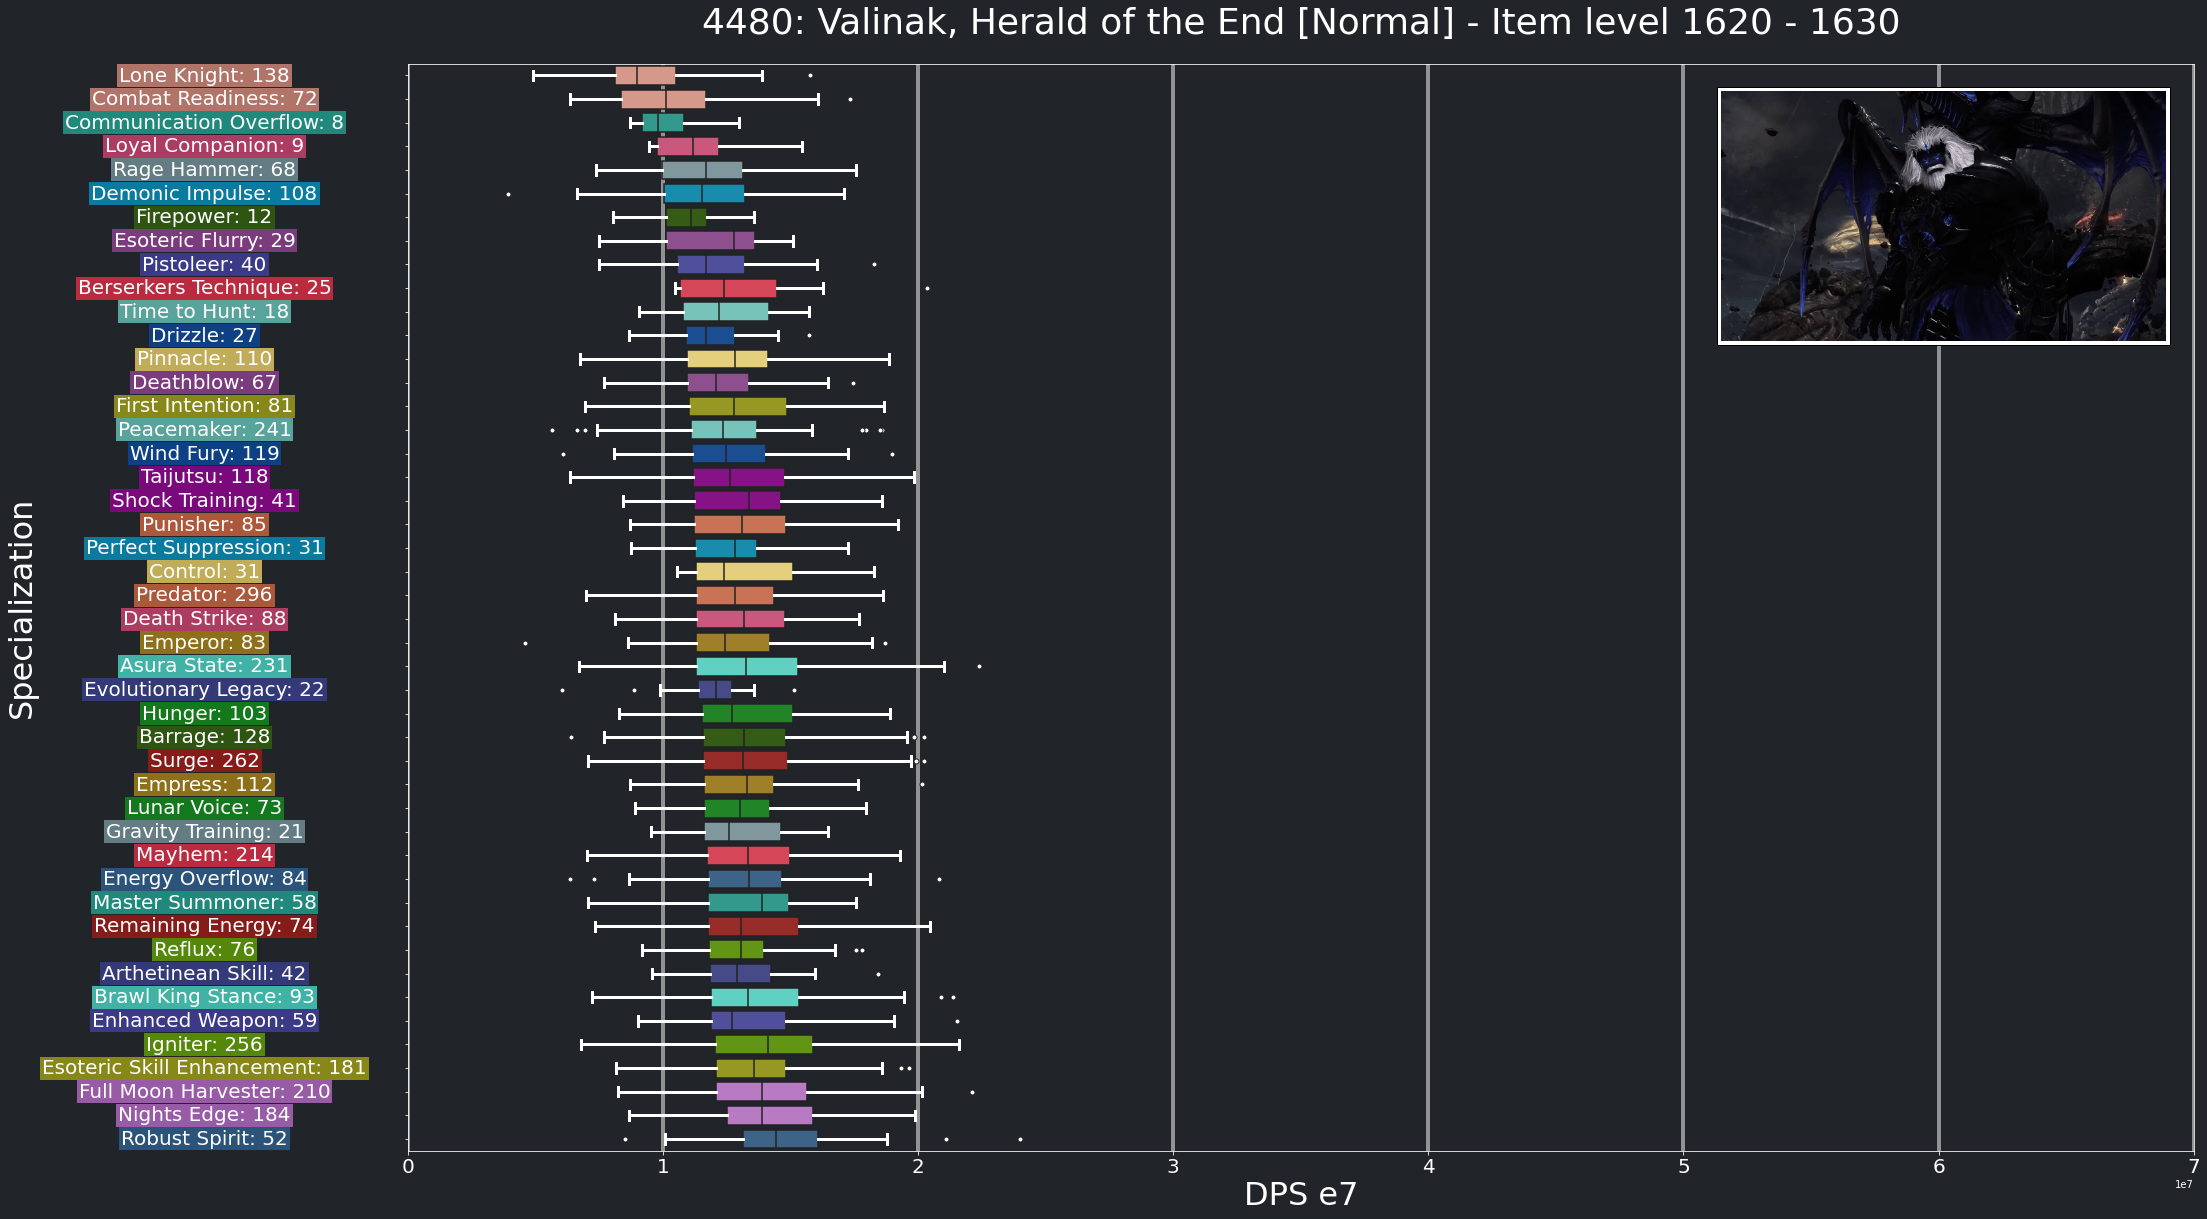 4480: Valinak, Herald of the End [Normal] - Item level 1620 - 1630
Lone Knight: 138
Combat Readiness: 72
Communication Overflow: 8
Loyal Companion: 9
Rage Hammer: 68
Demonic Impulse: 108
Firepower: 12
Esoteric Flurry: 29
Pistoleer: 40
Berserkers Technique: 25
Time to Hunt: 18
Drizzle: 27
Pinnacle: 110
Deathblow: 67
First Intention: 81
Peacemaker: 241
Wind Fury: 119
Taijutsu: 118
Shock Training: 41
Punisher: 85
Perfect Suppression: 31
Control: 31
Predator: 296
Death Strike: 88
Emperor: 83
Asura State: 231
Evolutionary Legacy: 22
Hunger: 103
Barrage: 128
Surge: 262
Empress: 112
Lunar Voice: 73
Gravity Training: 21
Mayhem: 214
Energy Overflow: 84
Master Summoner: 58
Remaining Energy: 74
Reflux: 76
Arthetinean Skill: 42
Brawl King Stance: 93
Enhanced Weapon: 59
Igniter: 256
Esoteric Skill Enhancement: 181
Full Moon Harvester: 210
Nights Edge: 184
Robust Spirit: 52
Specialization
0 1 2 3 4 5 6 7
1e7
DPS e7